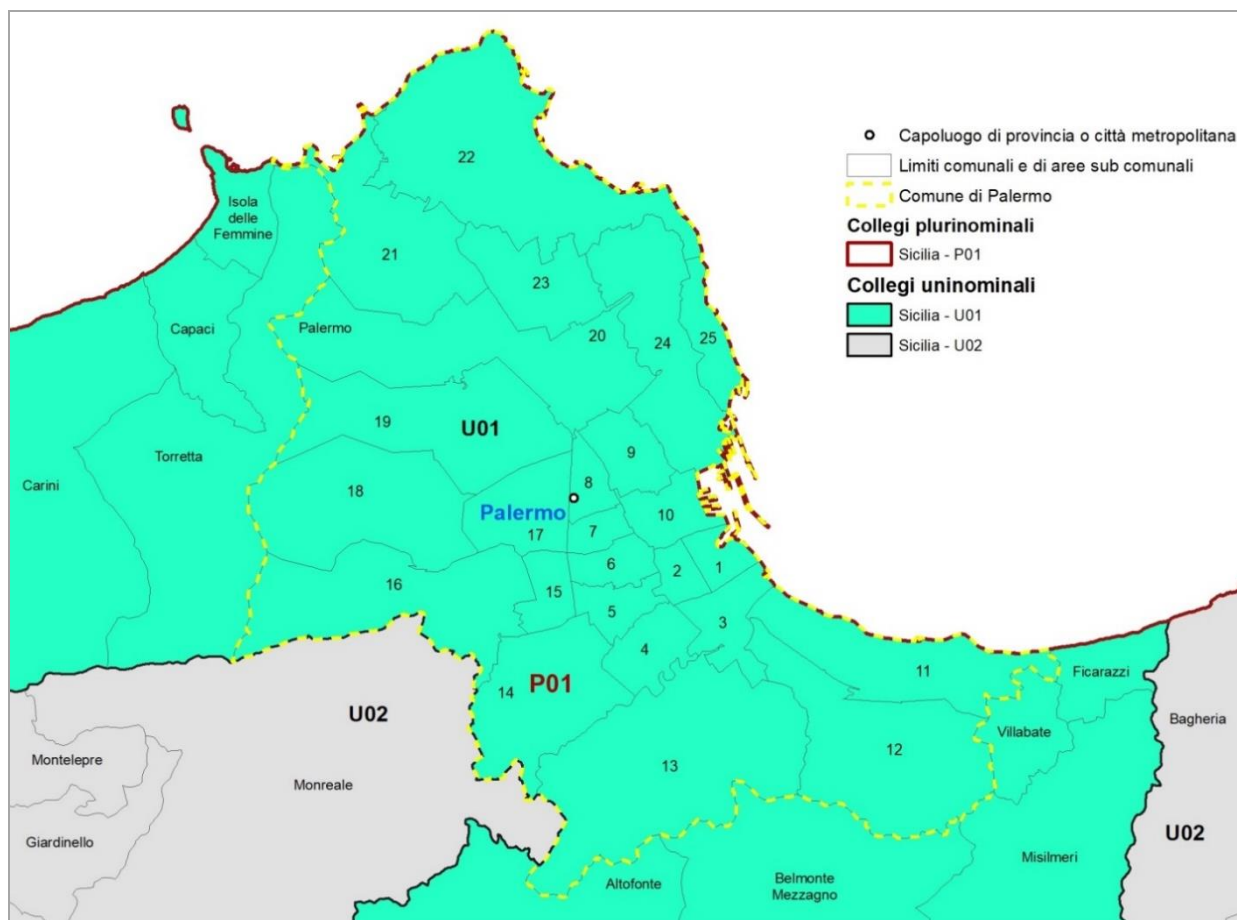 22
Isola
delle
Femmine
21
23
Capaci
Palermo
20
24
25
19
U01
9
Torretta
Carini
18
8
Palermo
17
7
10
6
2
1
16
15
5
3
4
14
P01
11
Ficarazzi
U02
Bagheria
Villabate
12
Montelepre
13
Monreale
Giardinello
U02
Misilmeri
Altofonte
Belmonte
Mezzagno
Capoluogo di provincia o città metropolitana
Limiti comunali e di aree sub comunali
Comune di Palermo
Collegi plurinominali
Sicilia - P01
Collegi uninominali
Sicilia - U01
Sicilia - U02